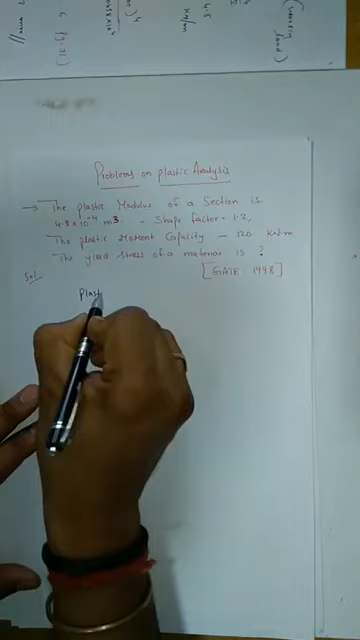 Problems on plastic Analysis
→ The plastic Modulus of a Section is
4.8 x 10⁻⁴ m3 - Shape factor - 1.2,
The plastic Moment Capacity - 120 kN-m
The yield stress of a material is ?
[GATE 1998]
Sol
Plast